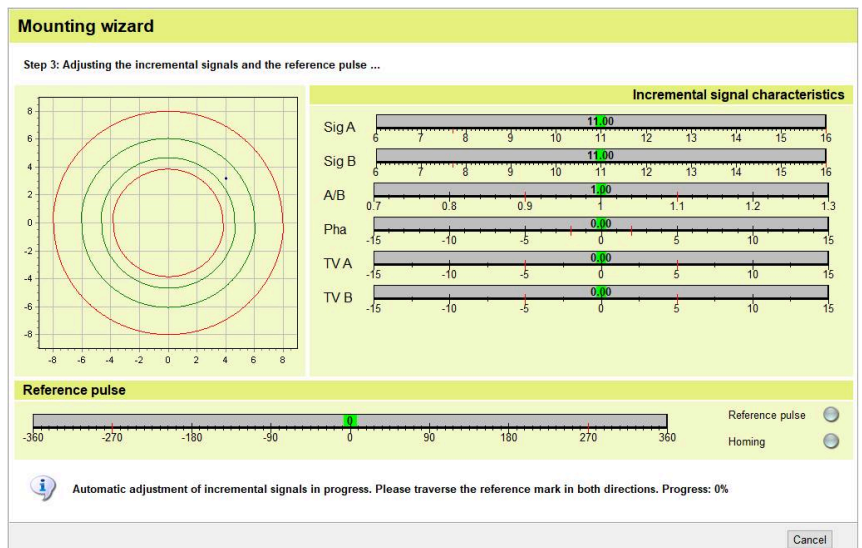 Mounting wizard
Step 3: Adjusting the incremental signals and the reference pulse ...
Incremental signal characteristics
8
6
4
2
0
-2
-4
-6
-8
-8 -6 -4 -2 0 2 4 6 8
Sig A 11.00
6 7 8 9 10 11 12 13 14 15 16
Sig B 11.00
6 7 8 9 10 11 12 13 14 15 16
A/B 1.00
0.7 0.8 0.9 1 1.1 1.2 1.3
Pha 0.00
-15 -10 -5 0 5 10 15
TV A 0.00
-15 -10 -5 0 5 10 15
TV B 0.00
-15 -10 -5 0 5 10 15
Reference pulse
0
-360 -270 -180 -90 0 90 180 270 360
Reference pulse
Homing
Automatic adjustment of incremental signals in progress. Please traverse the reference mark in both directions. Progress: 0%
Cancel